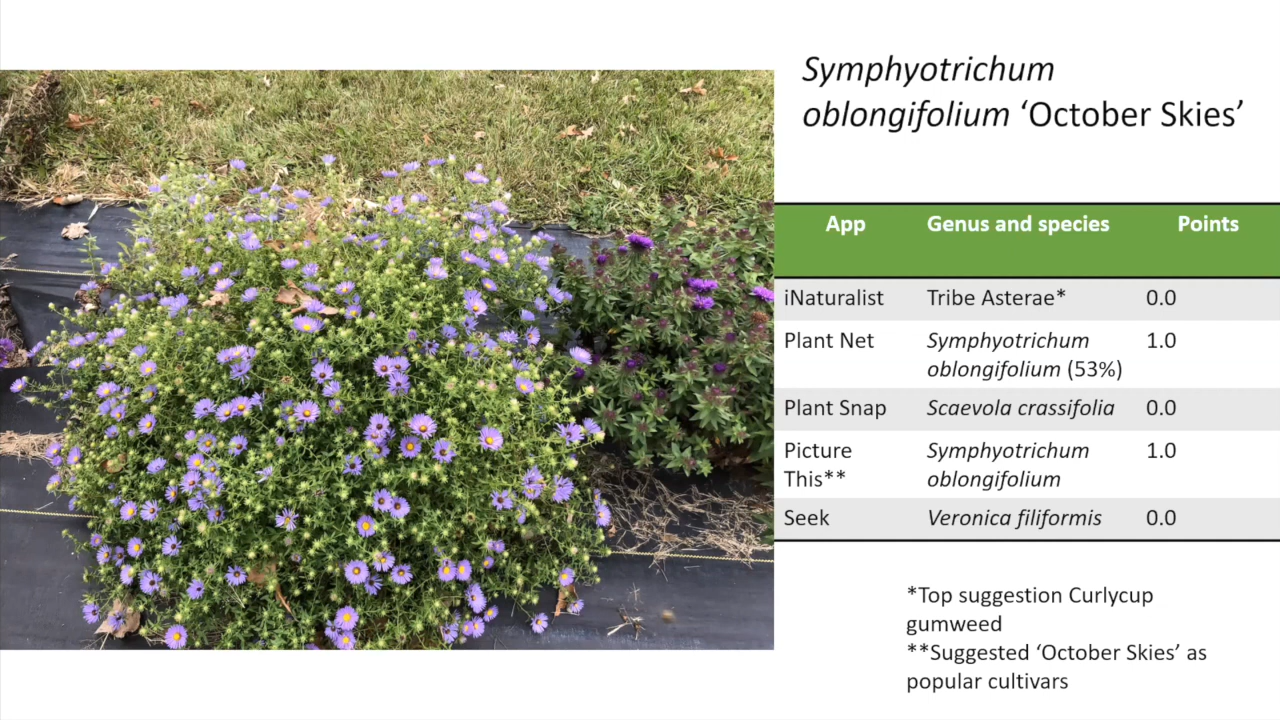 Symphyotrichum
oblongifolium ‘October Skies’
App Genus and species Points
iNaturalist Tribe Asterae* 0.0
Plant Net Symphyotrichum 1.0
oblongifolium (53%)
Plant Snap Scaevola crassifolia 0.0
Picture Symphyotrichum 1.0
This** oblongifolium
Seek Veronica filiformis 0.0
*Top suggestion Curlycup
gumweed
**Suggested ‘October Skies’ as
popular cultivars